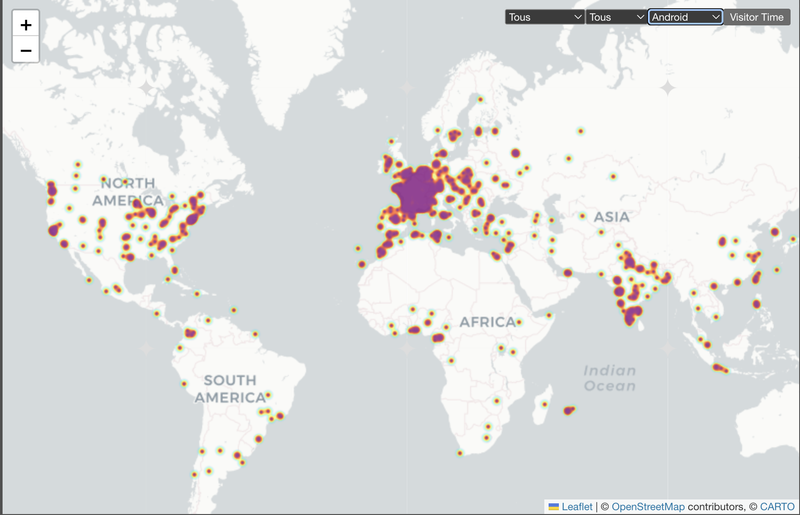 +
−
Tous
Tous
Android
Visitor Time
NORTH
AMERICA
ASIA
AFRICA
SOUTH
AMERICA
Indian
Ocean
Leaflet | © OpenStreetMap contributors, © CARTO